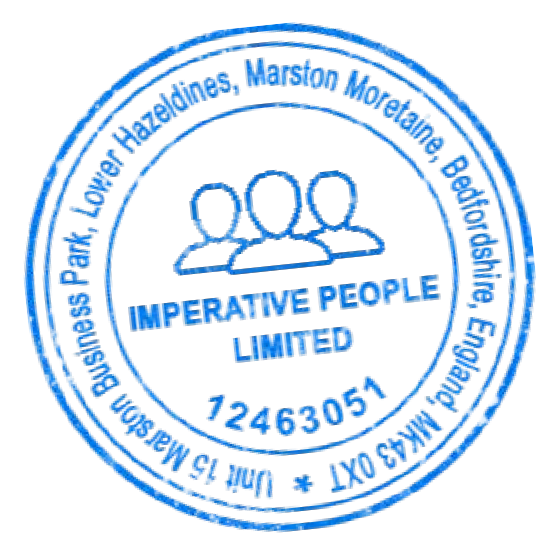 Unit 15 Marston Business Park, Lower Hazeldines, Marston Moretaine, Bedfordshire, England, MK43 0XT *
IMPERATIVE PEOPLE
LIMITED
12463051